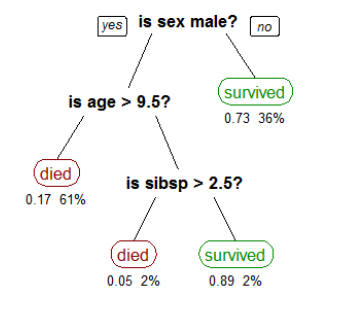 yes is sex male? no
survived
0.73 36%
is age > 9.5?
died
0.17 61%
is sibsp > 2.5?
died survived
0.05 2% 0.89 2%